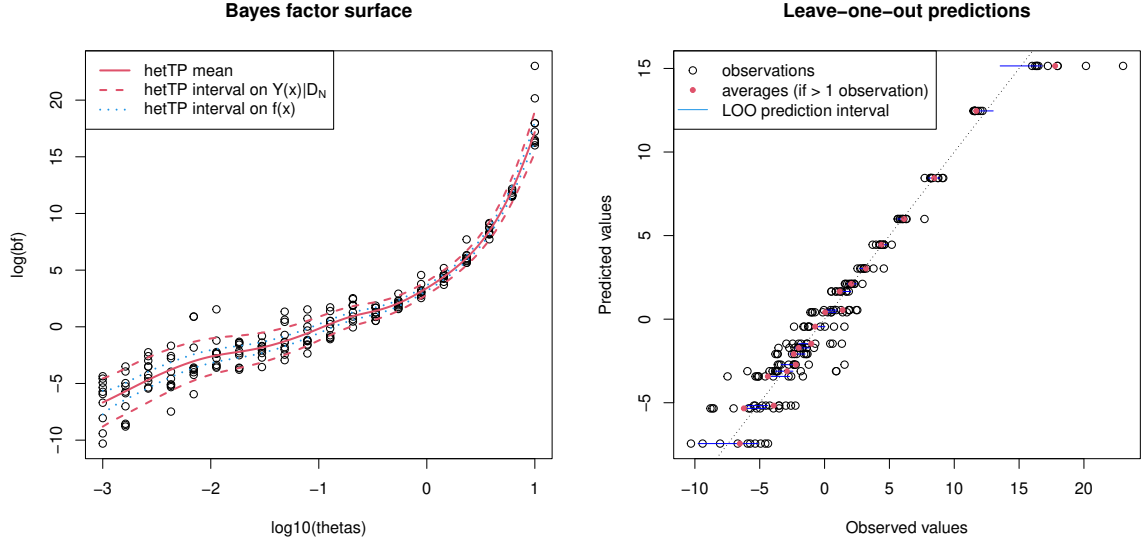 Bayes factor surface
hetTP mean
hetTP interval on Y(x)|D_N
hetTP interval on f(x)
log(bf)
20
15
10
5
0
−5
−10
−3
−2
−1
0
1
log10(thetas)
Leave−one−out predictions
observations
averages (if > 1 observation)
LOO prediction interval
Predicted values
15
10
5
0
−5
−10
−5
0
5
10
15
20
Observed values